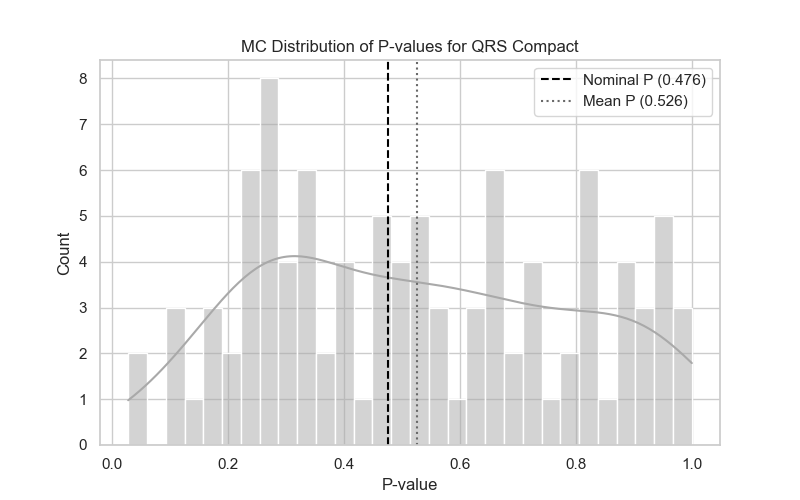 MC Distribution of P-values for QRS Compact
Nominal P (0.476)
Mean P (0.526)
Count
8
7
6
5
4
3
2
1
0
0.0 0.2 0.4 0.6 0.8 1.0
P-value